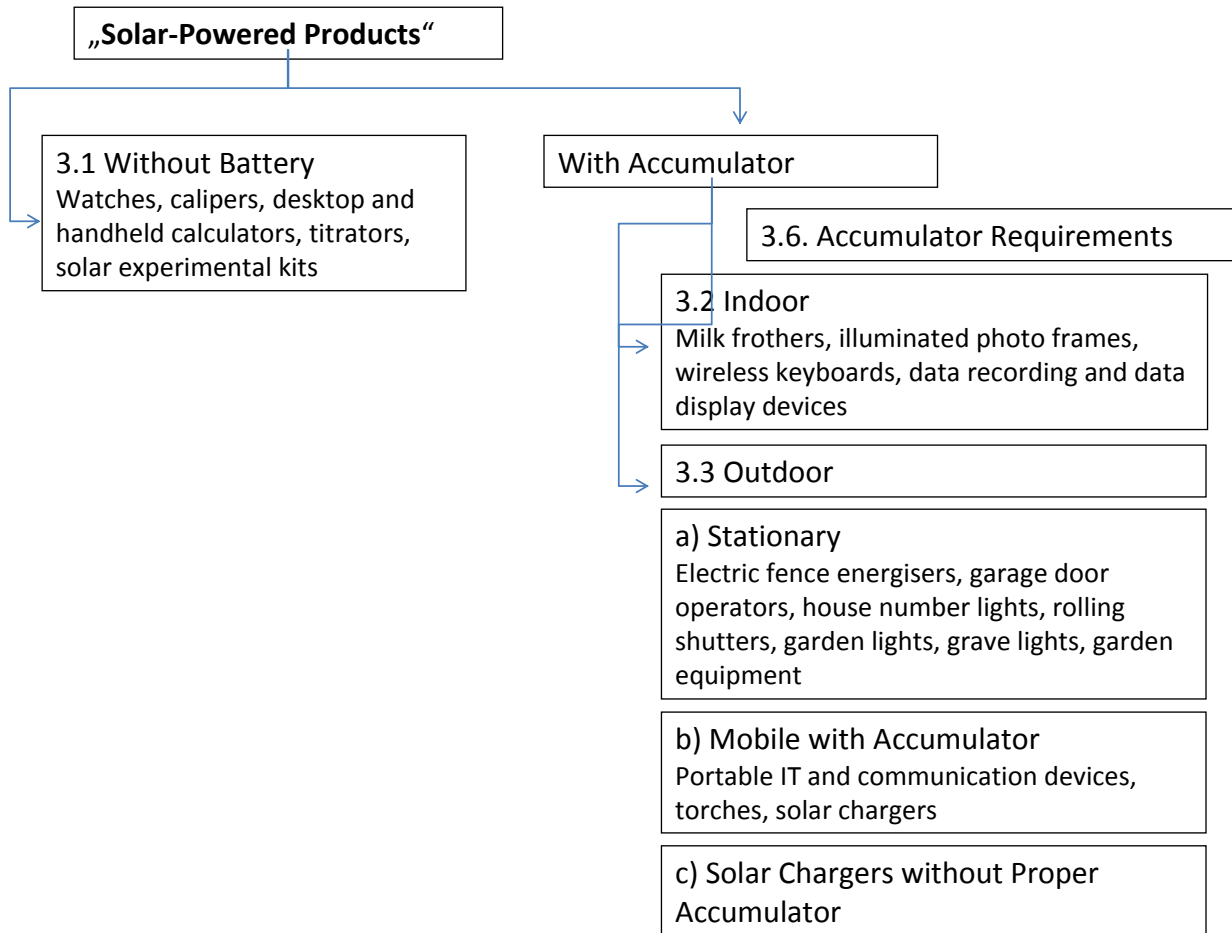 „Solar-Powered Products“
3.1 Without Battery
Watches, calipers, desktop and
handheld calculators, titrators,
solar experimental kits
With Accumulator
3.6. Accumulator Requirements
3.2 Indoor
Milk frothers, illuminated photo frames,
wireless keyboards, data recording and data
display devices
3.3 Outdoor
a) Stationary
Electric fence energisers, garage door
operators, house number lights, rolling
shutters, garden lights, grave lights, garden
equipment
b) Mobile with Accumulator
Portable IT and communication devices,
torches, solar chargers
c) Solar Chargers without Proper
Accumulator